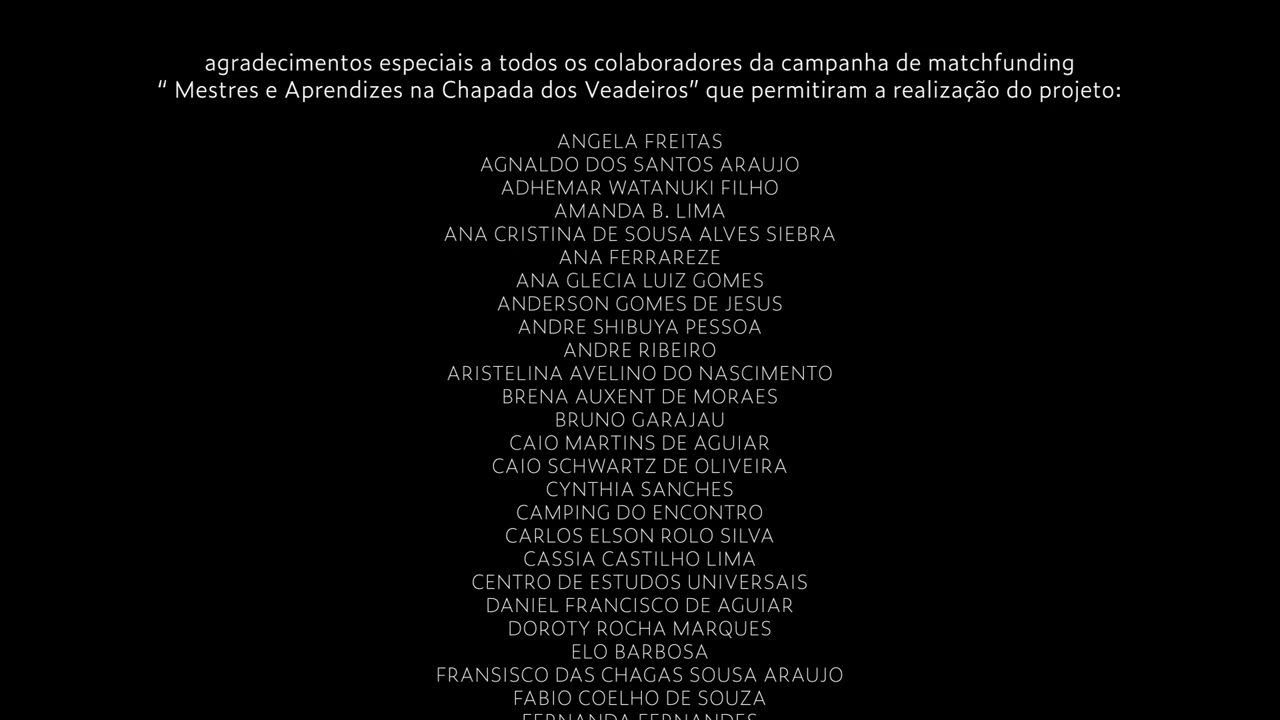 agradecimentos especiais a todos os colaboradores da campanha de matchfunding
“ Mestres e Aprendizes na Chapada dos Veadeiros” que permitiram a realização do projeto:
ANGELA FREITAS
AGNALDO DOS SANTOS ARAUJO
ADHEMAR WATANUKI FILHO
AMANDA B. LIMA
ANA CRISTINA DE SOUSA ALVES SIEBRA
ANA FERRAREZE
ANA GLECIA LUIZ GOMES
ANDERSON GOMES DE JESUS
ANDRE SHIBUYA PESSOA
ANDRE RIBEIRO
ARISTELINA AVELINO DO NASCIMENTO
BRENA AUXENT DE MORAES
BRUNO GARAJAU
CAIO MARTINS DE AGUIAR
CAIO SCHWARTZ DE OLIVEIRA
CYNTHIA SANCHES
CAMPING DO ENCONTRO
CARLOS ELSON ROLO SILVA
CASSIA CASTILHO LIMA
CENTRO DE ESTUDOS UNIVERSAIS
DANIEL FRANCISCO DE AGUIAR
DOROTY ROCHA MARQUES
ELO BARBOSA
FRANSISCO DAS CHAGAS SOUSA ARAUJO
FABIO COELHO DE SOUZA
FERNANDA FERNANDES